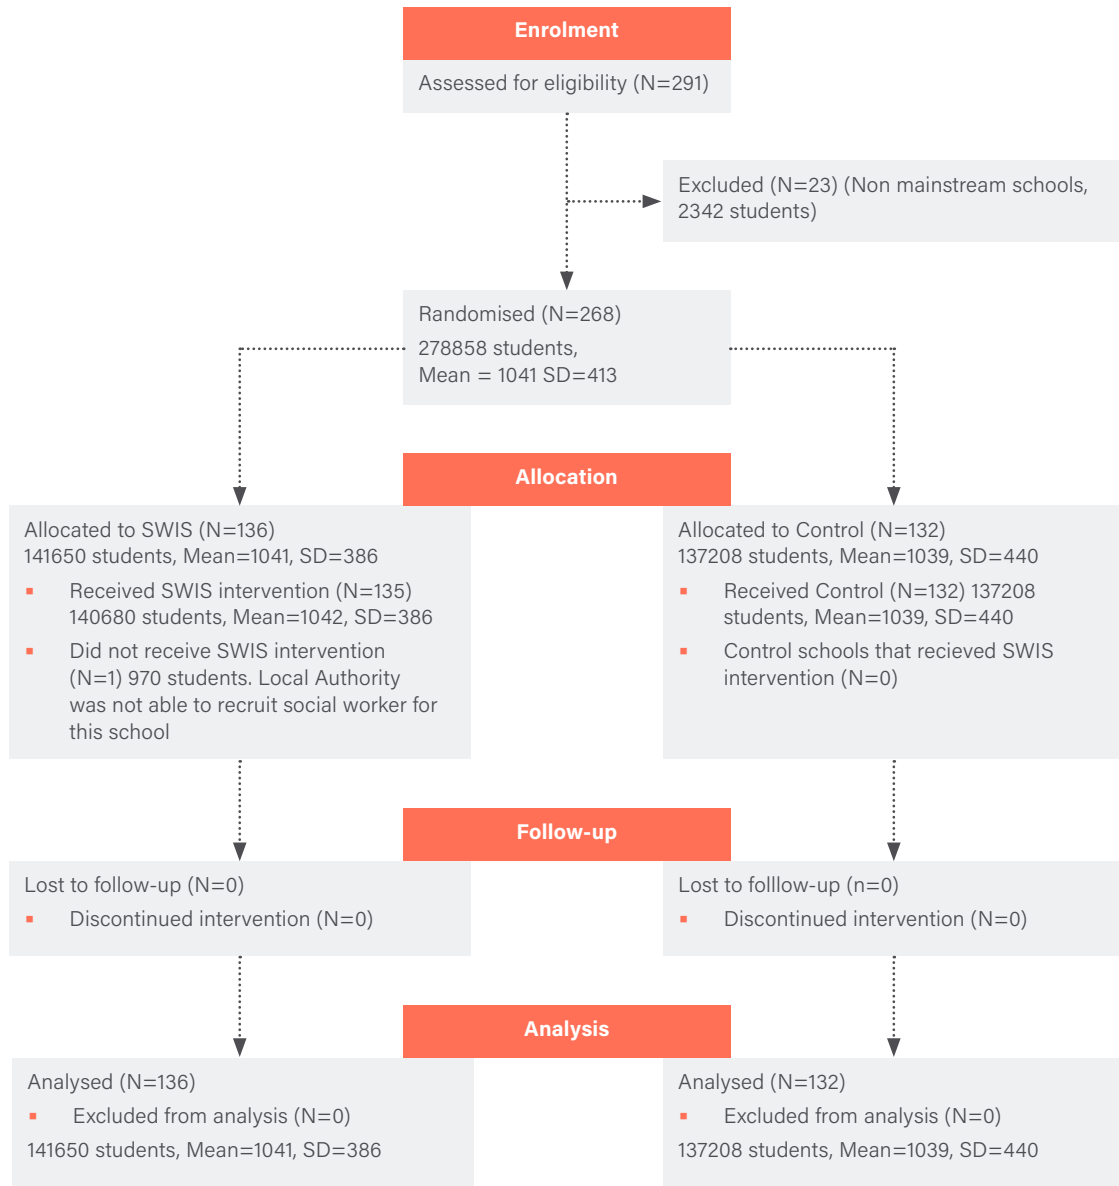 Enrolment
Assessed for eligibility (N=291)
Excluded (N=23) (Non mainstream schools,
2342 students)
Randomised (N=268)
278858 students,
Mean = 1041 SD=413
Allocation
Allocated to SWIS (N=136)
141650 students, Mean=1041, SD=386
▪ Received SWIS intervention (N=135)
140680 students, Mean=1042, SD=386
▪ Did not receive SWIS intervention
(N=1) 970 students. Local Authority
was not able to recruit social worker for
this school
Allocated to Control (N=132)
137208 students, Mean=1039, SD=440
▪ Received Control (N=132) 137208
students, Mean=1039, SD=440
▪ Control schools that recieved SWIS
intervention (N=0)
Follow-up
Lost to follow-up (N=0)
▪ Discontinued intervention (N=0)
Lost to folllow-up (n=0)
▪ Discontinued intervention (N=0)
Analysis
Analysed (N=136)
▪ Excluded from analysis (N=0)
141650 students, Mean=1041, SD=386
Analysed (N=132)
▪ Excluded from analysis (N=0)
137208 students, Mean=1039, SD=440